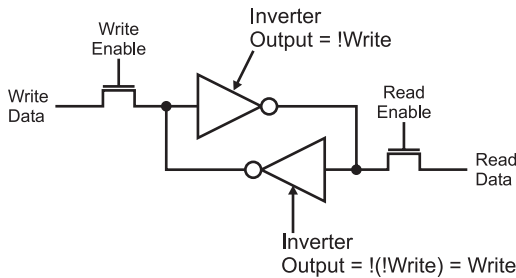 Inverter
Output = !Write
Write
Enable
Write
Data
Read
Enable
Read
Data
Inverter
Output = !(!Write) = Write